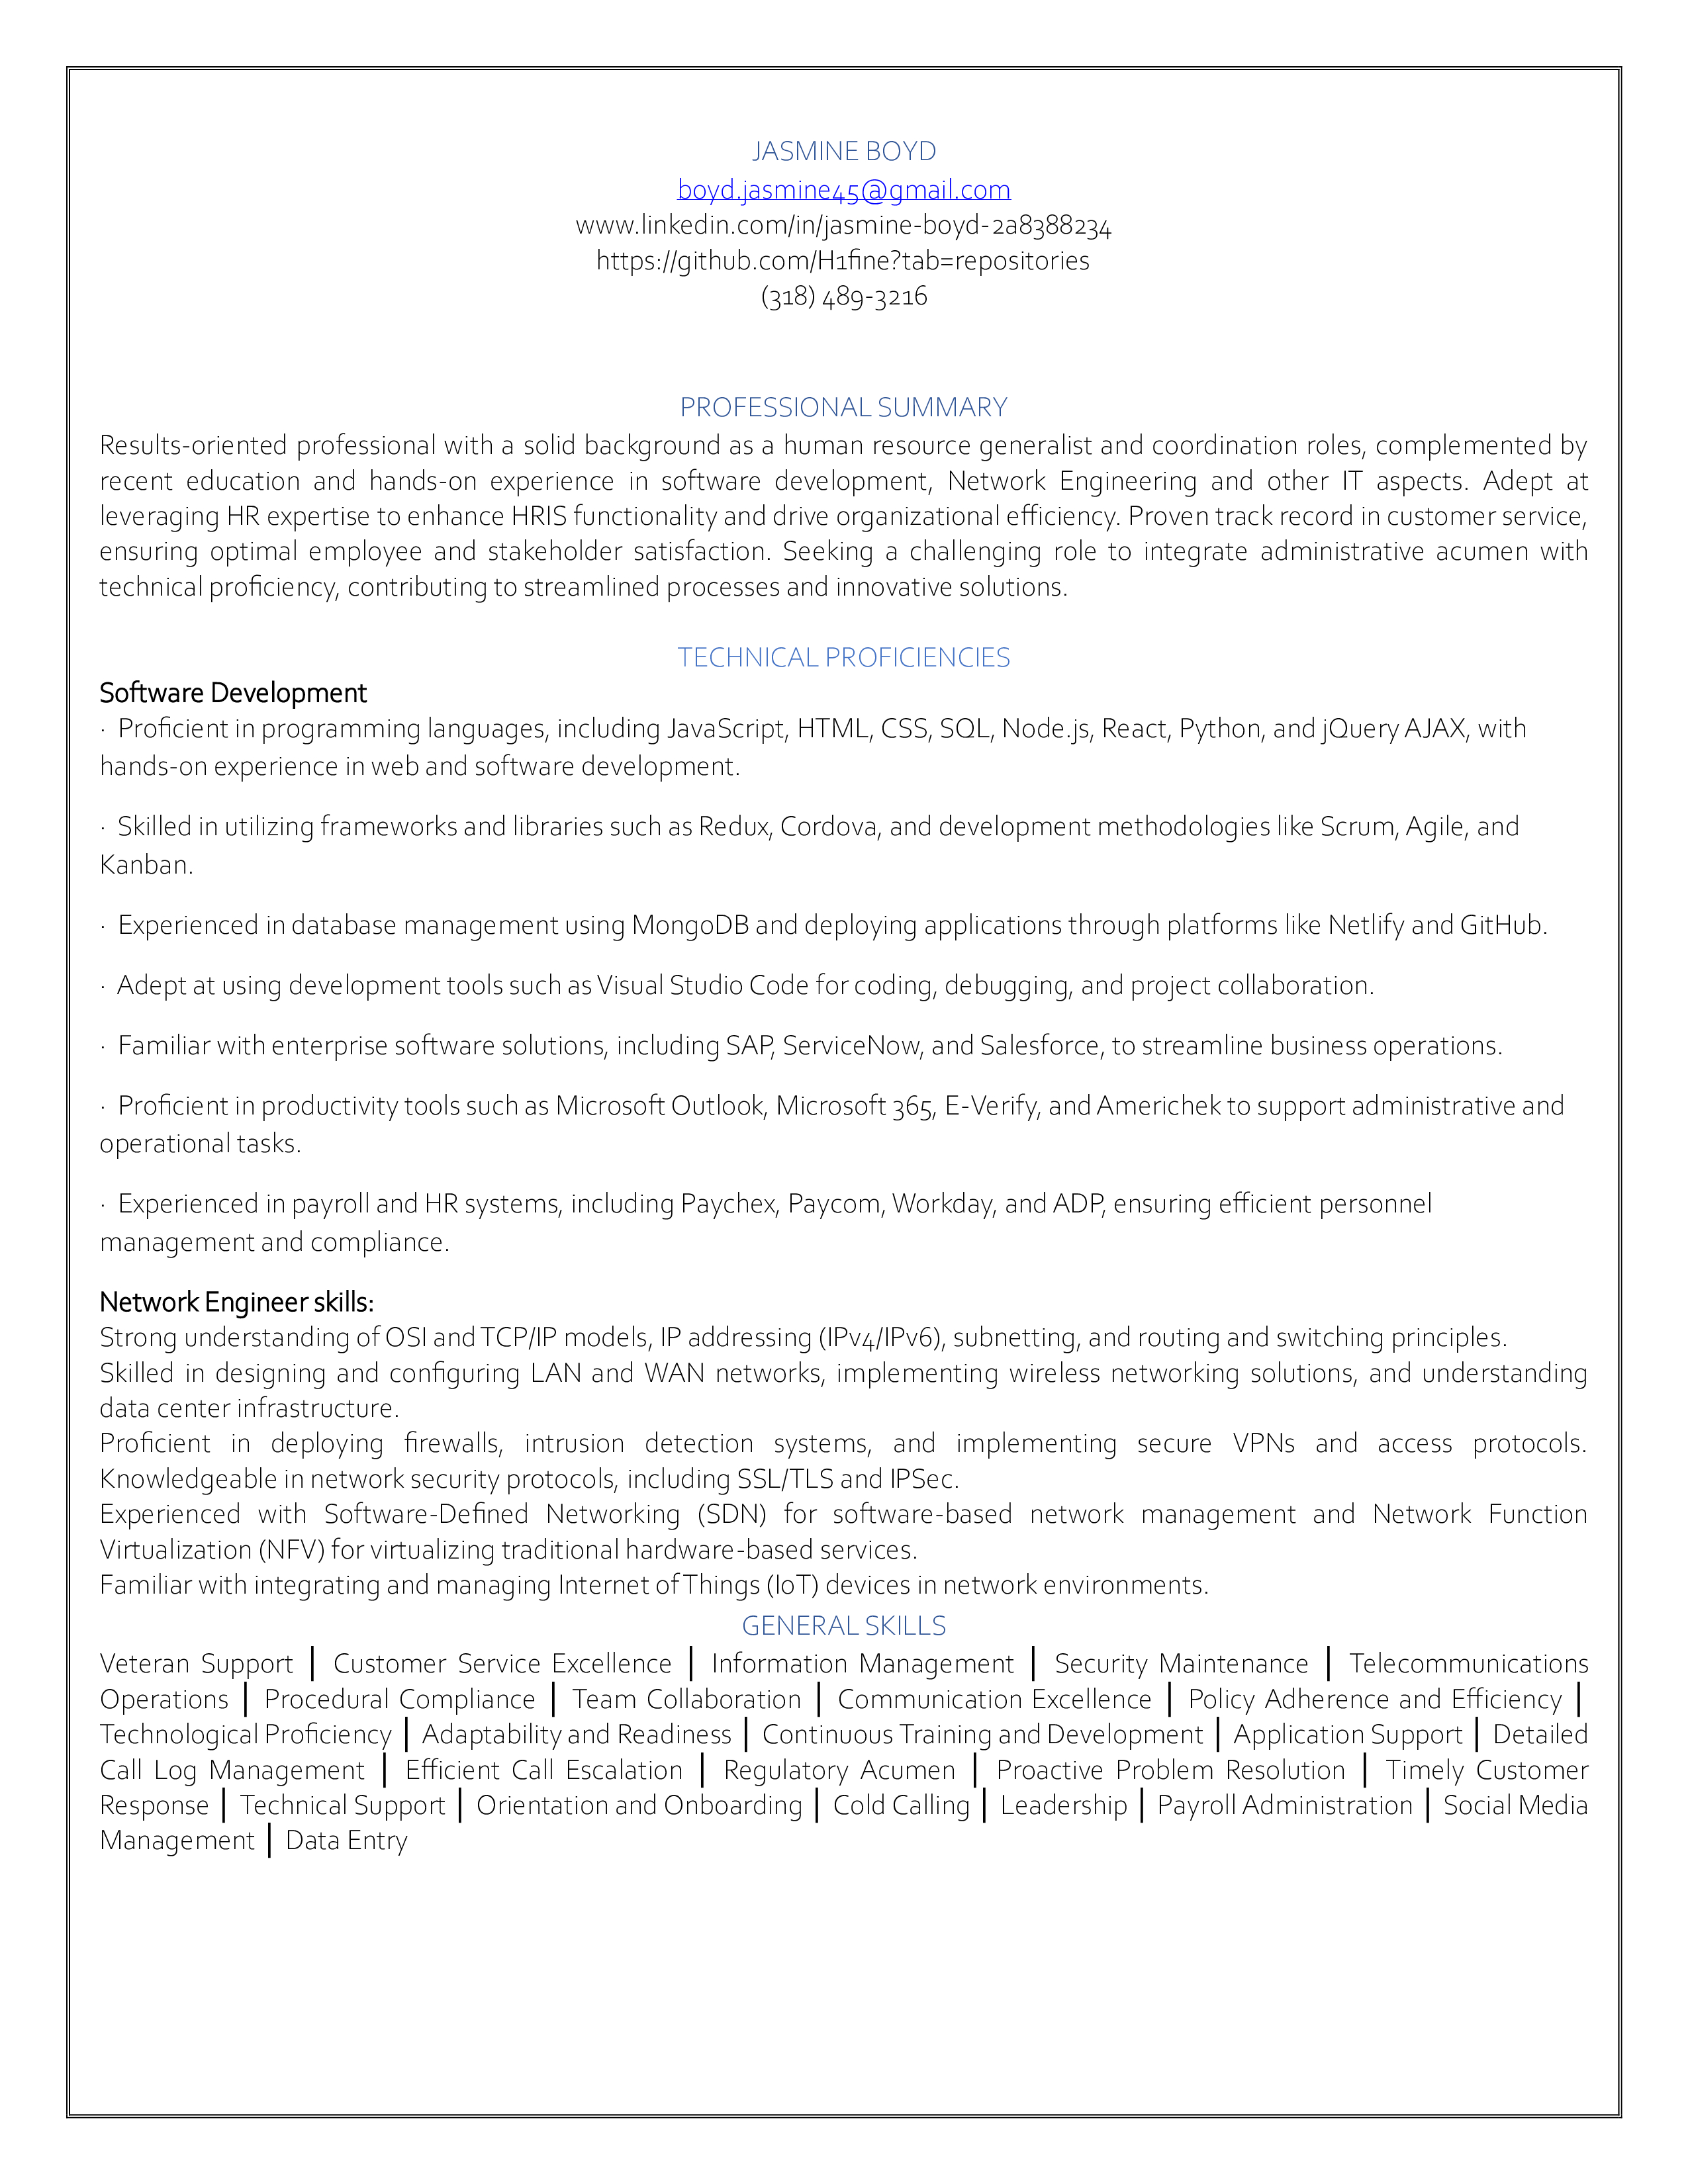 JASMINE BOYD
boyd.jasmine45@gmail.com
www.linkedin.com/in/jasmine-boyd-2a8388234
https://github.com/H1fine?tab=repositories
(318) 489-3216
PROFESSIONAL SUMMARY
Results-oriented professional with a solid background as a human resource generalist and coordination roles, complemented by
recent education and hands-on experience in software development, Network Engineering and other IT aspects. Adept at
leveraging HR expertise to enhance HRIS functionality and drive organizational efficiency. Proven track record in customer service,
ensuring optimal employee and stakeholder satisfaction. Seeking a challenging role to integrate administrative acumen with
technical proficiency, contributing to streamlined processes and innovative solutions.
TECHNICAL PROFICIENCIES
Software Development
· Proficient in programming languages, including JavaScript, HTML, CSS, SQL, Node.js, React, Python, and jQuery AJAX, with
hands-on experience in web and software development.
· Skilled in utilizing frameworks and libraries such as Redux, Cordova, and development methodologies like Scrum, Agile, and
Kanban.
· Experienced in database management using MongoDB and deploying applications through platforms like Netlify and GitHub.
· Adept at using development tools such as Visual Studio Code for coding, debugging, and project collaboration.
· Familiar with enterprise software solutions, including SAP, ServiceNow, and Salesforce, to streamline business operations.
· Proficient in productivity tools such as Microsoft Outlook, Microsoft 365, E-Verify, and Americhek to support administrative and
operational tasks.
· Experienced in payroll and HR systems, including Paychex, Paycom, Workday, and ADP, ensuring efficient personnel
management and compliance.
Network Engineer skills:
Strong understanding of OSI and TCP/IP models, IP addressing (IPv4/IPv6), subnetting, and routing and switching principles.
Skilled in designing and configuring LAN and WAN networks, implementing wireless networking solutions, and understanding
data center infrastructure.
Proficient in deploying firewalls, intrusion detection systems, and implementing secure VPNs and access protocols.
Knowledgeable in network security protocols, including SSL/TLS and IPSec.
Experienced with Software-Defined Networking (SDN) for software-based network management and Network Function
Virtualization (NFV) for virtualizing traditional hardware-based services.
Familiar with integrating and managing Internet of Things (IoT) devices in network environments.
GENERAL SKILLS
Veteran Support | Customer Service Excellence | Information Management | Security Maintenance | Telecommunications
Operations | Procedural Compliance | Team Collaboration | Communication Excellence | Policy Adherence and Efficiency |
Technological Proficiency | Adaptability and Readiness | Continuous Training and Development | Application Support | Detailed
Call Log Management | Efficient Call Escalation | Regulatory Acumen | Proactive Problem Resolution | Timely Customer
Response | Technical Support | Orientation and Onboarding | Cold Calling | Leadership | Payroll Administration | Social Media
Management | Data Entry